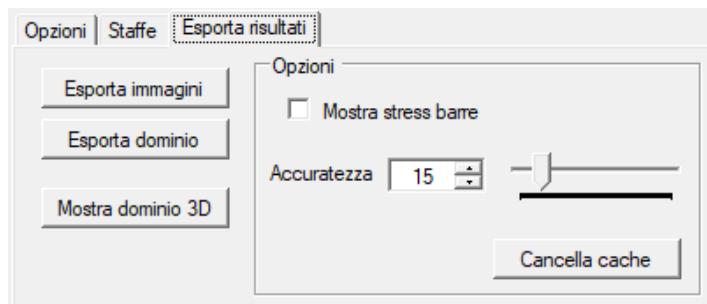 Opzioni Staffe Esporta risultati
Esporta immagini
Esporta dominio
Mostra dominio 3D
Opzioni
Mostra stress barre
Accuratezza 15
Cancella cache